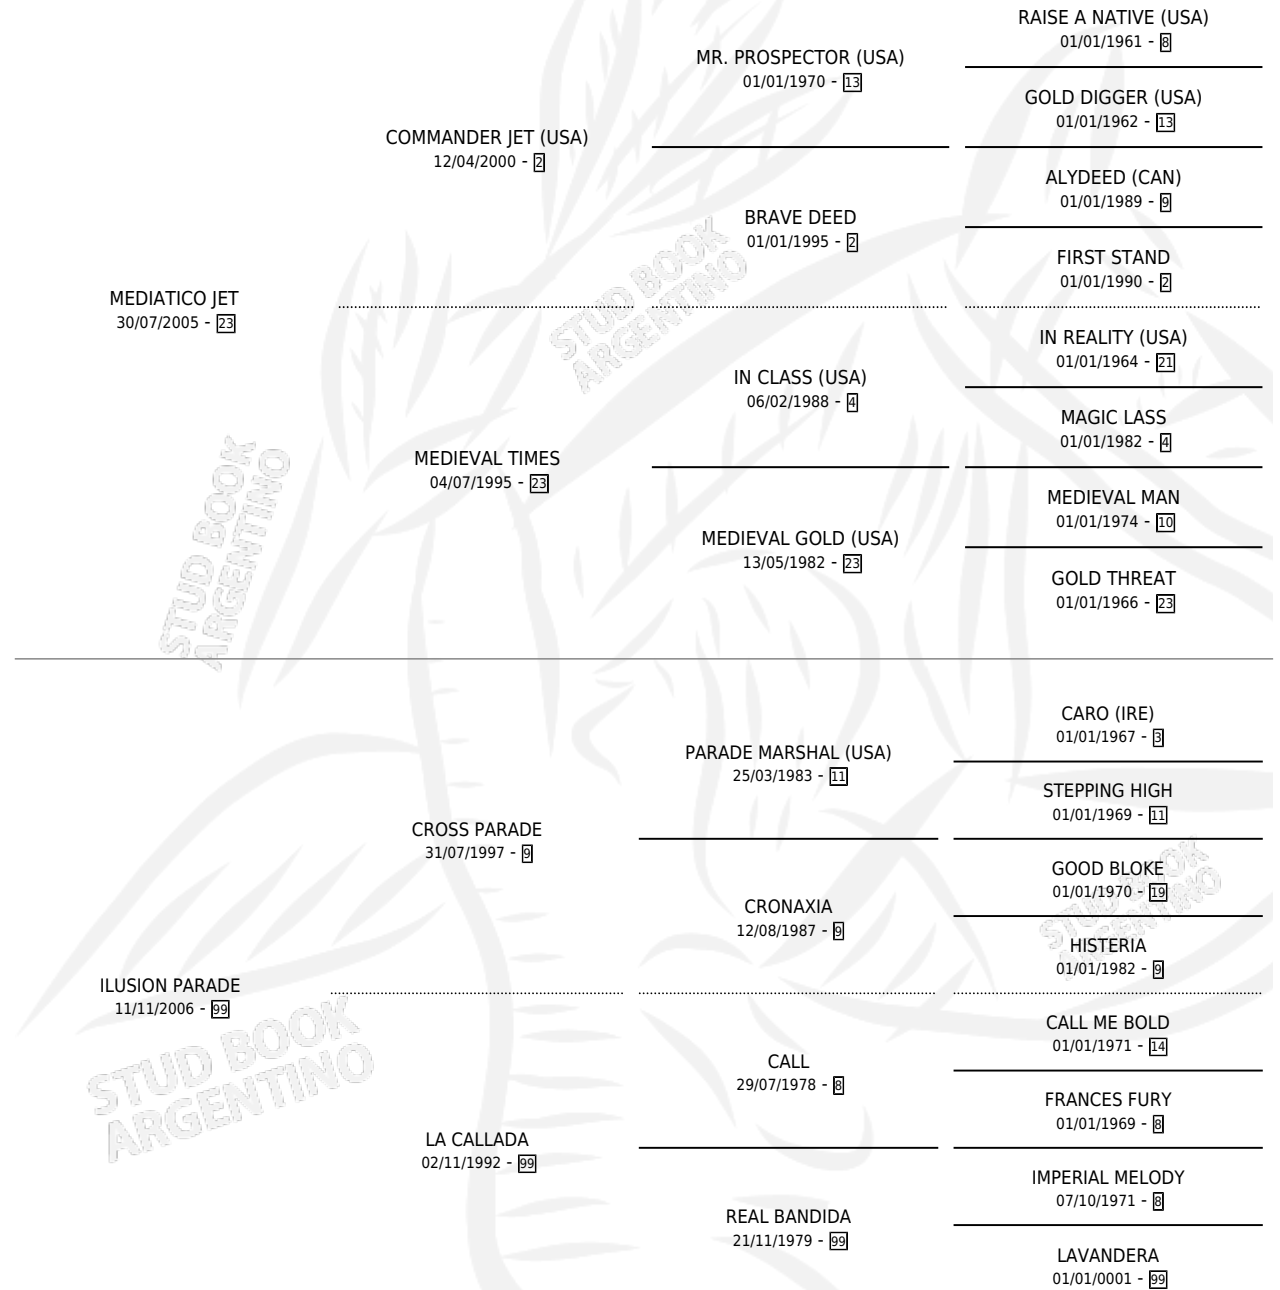 RAISE A NATIVE (USA)
01/01/1961 - 8
MR. PROSPECTOR (USA)
01/01/1970 - 13
GOLD DIGGER (USA)
01/01/1962 - 13
COMMANDER JET (USA)
12/04/2000 - 2
ALYDEED (CAN)
01/01/1989 - 9
BRAVE DEED
01/01/1995 - 2
FIRST STAND
01/01/1990 - 2
MEDIATICO JET
30/07/2005 - 23
IN REALITY (USA)
01/01/1964 - 21
IN CLASS (USA)
06/02/1988 - 4
MAGIC LASS
01/01/1982 - 4
MEDIEVAL TIMES
04/07/1995 - 23
MEDIEVAL MAN
01/01/1974 - 10
MEDIEVAL GOLD (USA)
13/05/1982 - 23
GOLD THREAT
01/01/1966 - 23
CARO (IRE)
01/01/1967 - 3
PARADE MARSHAL (USA)
25/03/1983 - 11
STEPPING HIGH
01/01/1969 - 11
CROSS PARADE
31/07/1997 - 9
GOOD BLOKE
01/01/1970 - 19
CRONAXIA
12/08/1987 - 9
HISTERIA
01/01/1982 - 9
ILUSION PARADE
11/11/2006 - 99
CALL ME BOLD
01/01/1971 - 14
CALL
29/07/1978 - 8
FRANCES FURY
01/01/1969 - 8
LA CALLADA
02/11/1992 - 99
IMPERIAL MELODY
07/10/1971 - 8
REAL BANDIDA
21/11/1979 - 99
LAVANDERA
01/01/0001 - 99
STUD BOOK
ARGENTINO
STUD BOOK
ARGENTINO
STUD BOOK
ARGENTINO
STUD BOOK
ARGENTINO